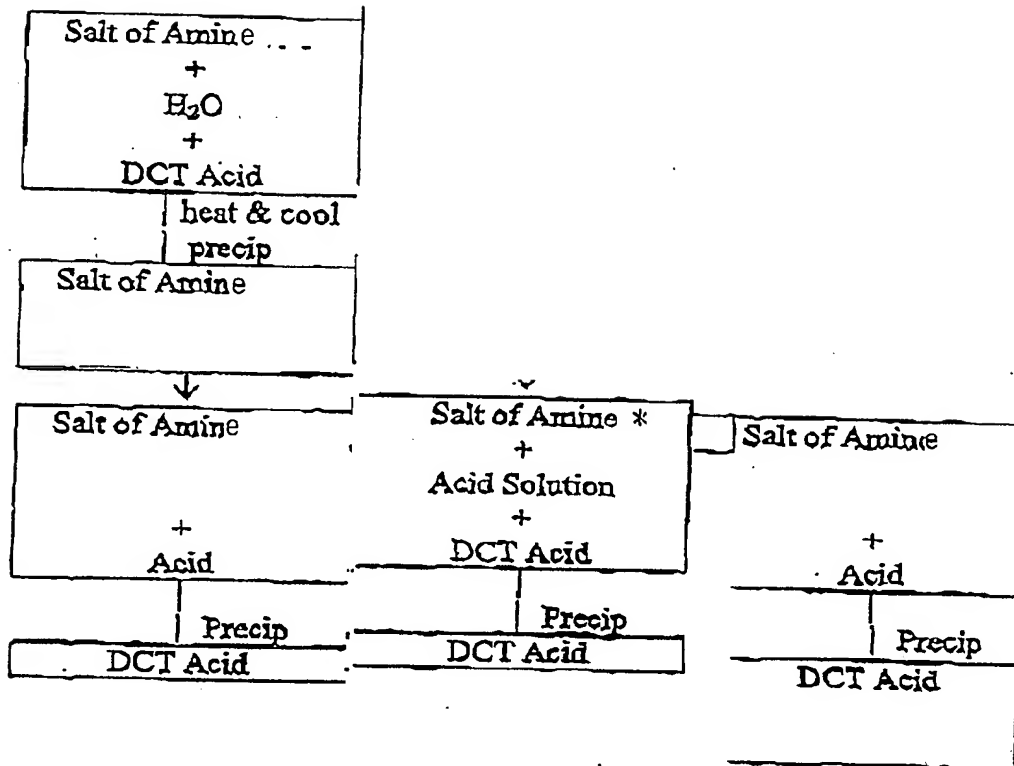 Salt of Amine ...
+
H₂O
+
DCT Acid
heat & cool
precip
Salt of Amine
Salt of Amine
+
Acid
Precip
DCT Acid
Salt of Amine *
+
Acid Solution
+
DCT Acid
Precip
DCT Acid
Salt of Amine
+
Acid
Precip
DCT Acid